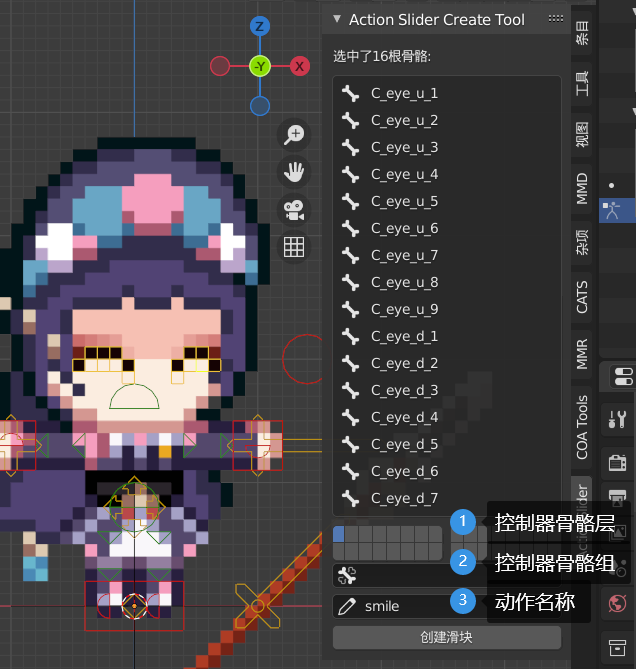 Action Slider Create Tool
选中了16根骨骼:
C_eye_u_1
C_eye_u_2
C_eye_u_3
C_eye_u_4
C_eye_u_5
C_eye_u_6
C_eye_u_7
C_eye_u_8
C_eye_u_9
C_eye_d_1
C_eye_d_2
C_eye_d_3
C_eye_d_4
C_eye_d_5
C_eye_d_6
C_eye_d_7
1 控制器骨骼层
2 控制器骨骼组
smile 3 动作名称
创建滑块
Z
-Y
X
条目
工具
视图
MMD
杂项
CATS
MMR
COA Tools
Action Slider